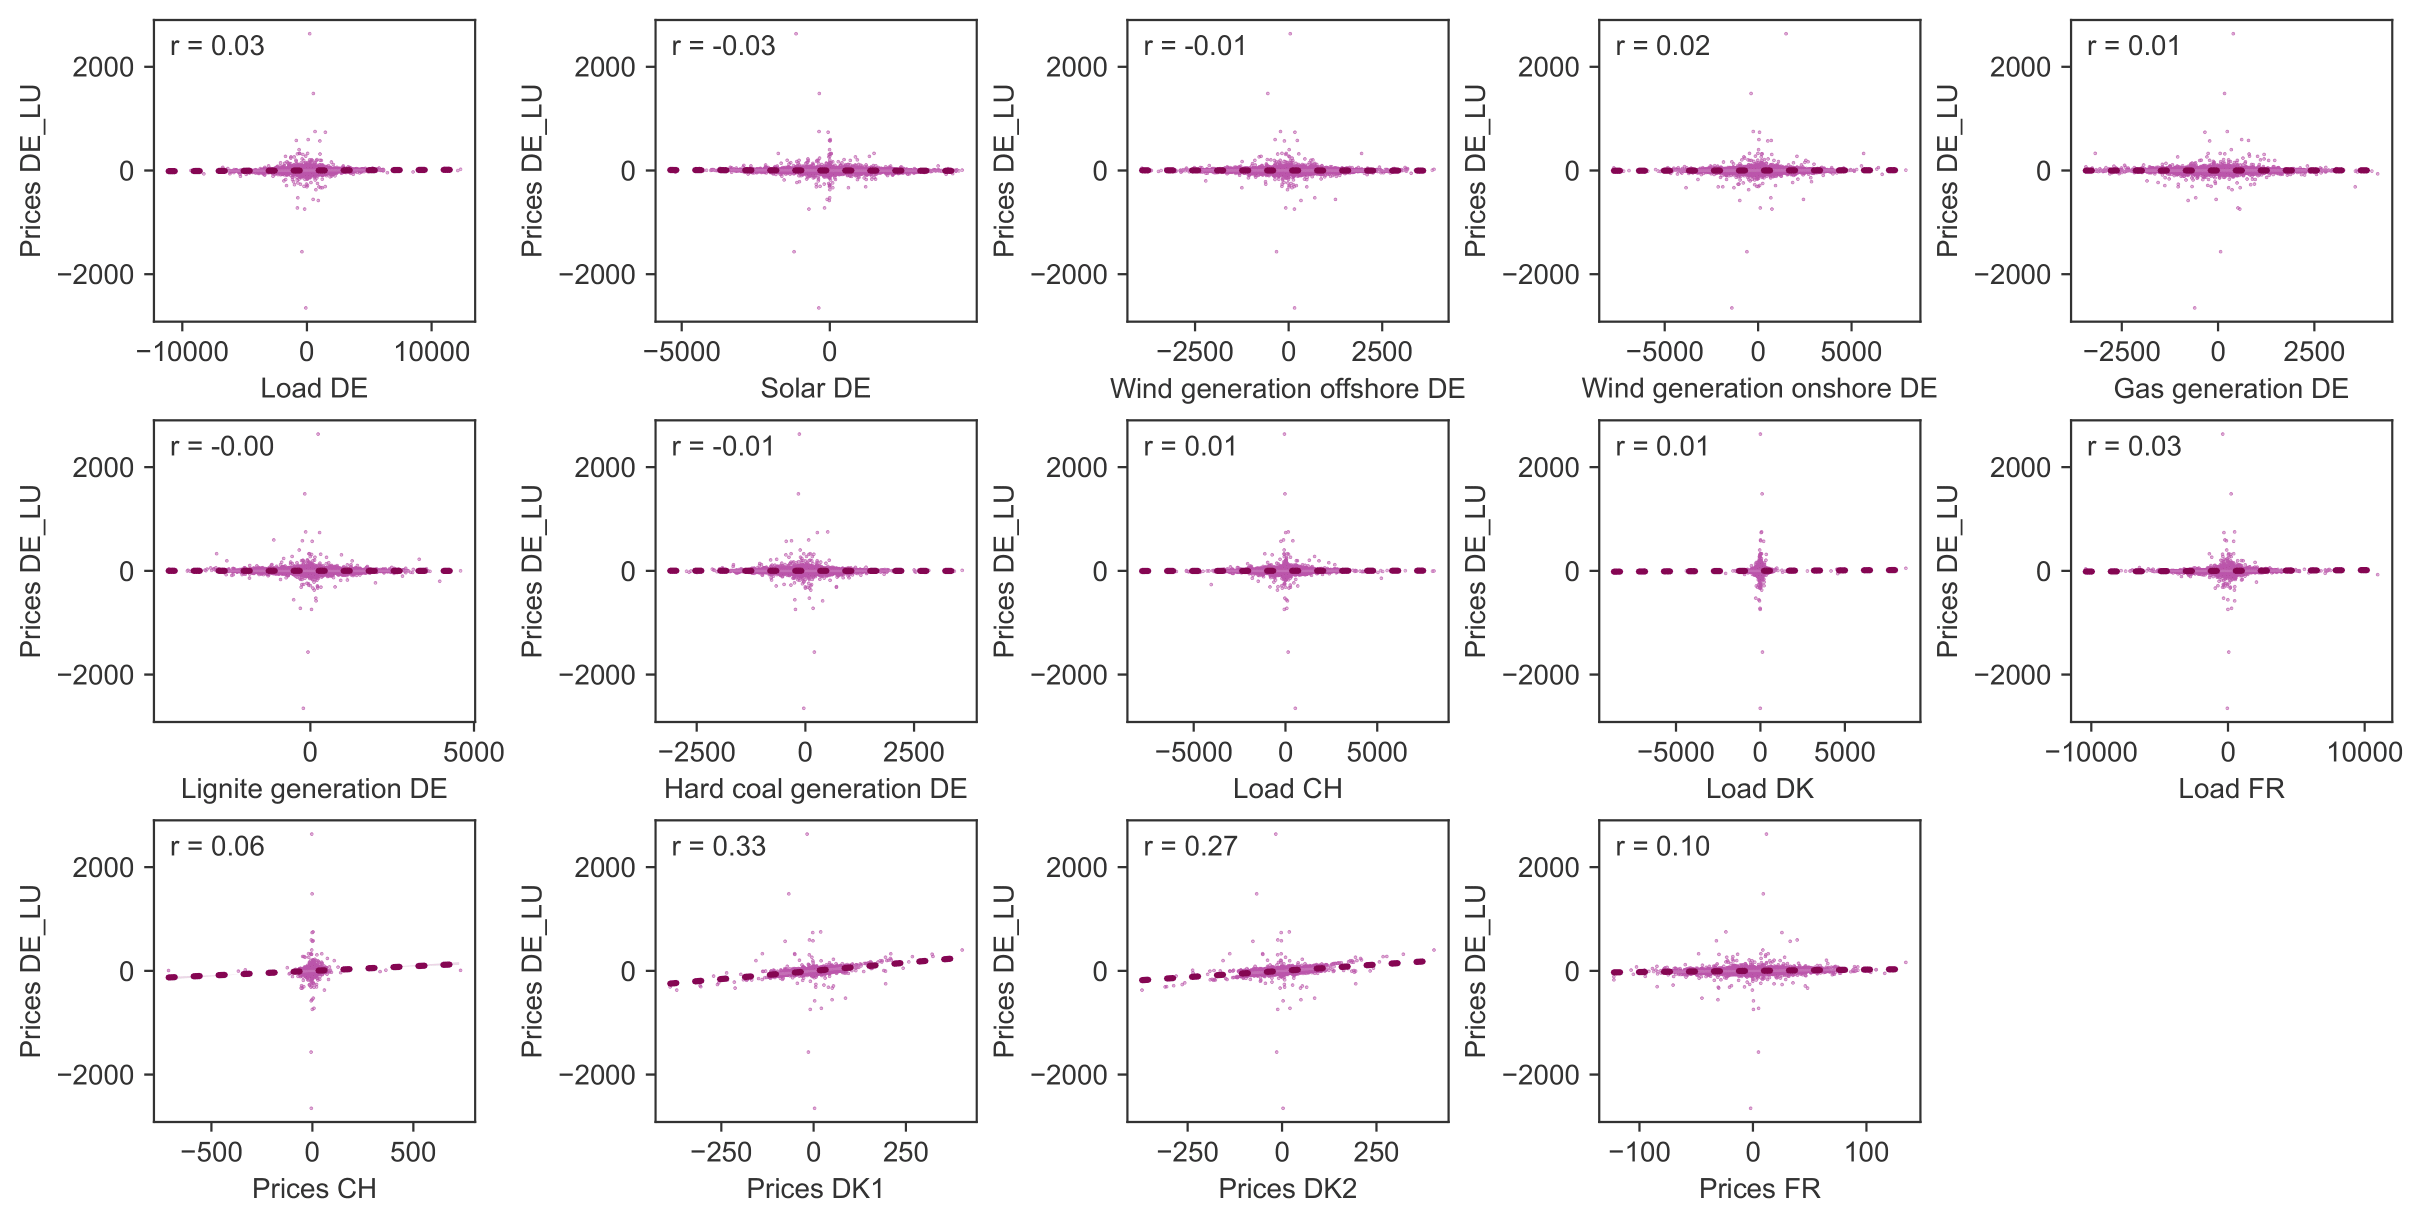 r = 0.03
2000
0
−2000
Prices DE_LU
−10000 0 10000
Load DE
r = -0.03
2000
0
−2000
Prices DE_LU
−5000 0
Solar DE
r = -0.01
2000
0
−2000
Prices DE_LU
−2500 0 2500
Wind generation offshore DE
r = 0.02
2000
0
−2000
Prices DE_LU
−5000 0 5000
Wind generation onshore DE
r = 0.01
2000
0
−2000
Prices DE_LU
−2500 0 2500
Gas generation DE
r = -0.00
2000
0
−2000
Prices DE_LU
0 5000
Lignite generation DE
r = -0.01
2000
0
−2000
Prices DE_LU
−2500 0 2500
Hard coal generation DE
r = 0.01
2000
0
−2000
Prices DE_LU
−5000 0 5000
Load CH
r = 0.01
2000
0
−2000
Prices DE_LU
−5000 0 5000
Load DK
r = 0.03
2000
0
−2000
Prices DE_LU
−10000 0 10000
Load FR
r = 0.06
2000
0
−2000
Prices DE_LU
−500 0 500
Prices CH
r = 0.33
2000
0
−2000
Prices DE_LU
−250 0 250
Prices DK1
r = 0.27
2000
0
−2000
Prices DE_LU
−250 0 250
Prices DK2
r = 0.10
2000
0
−2000
Prices DE_LU
−100 0 100
Prices FR